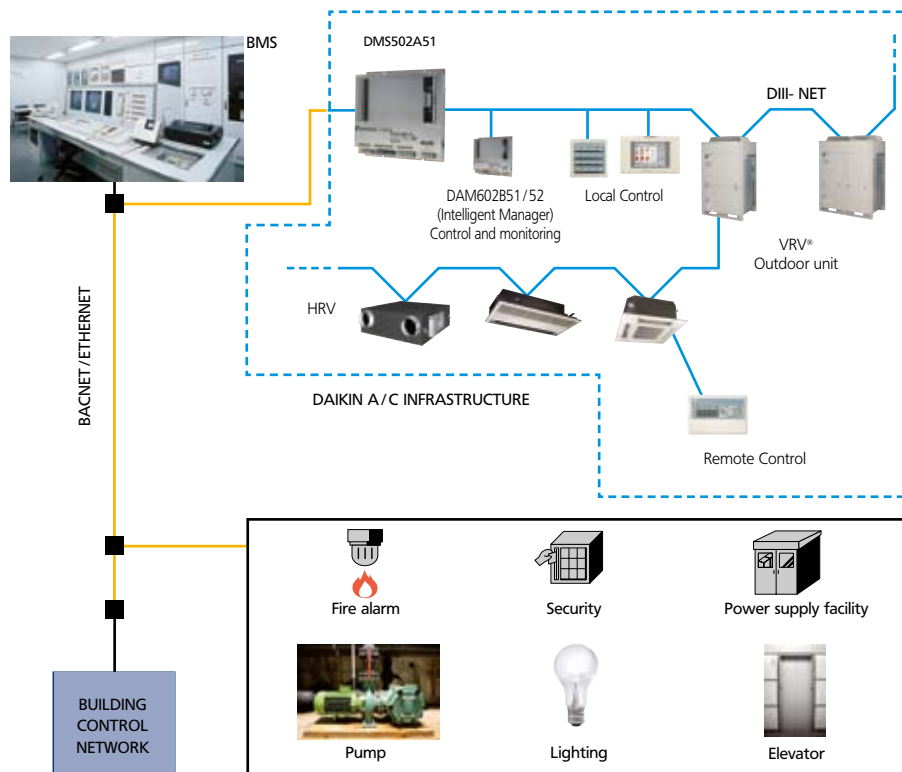 BMS
DMS502A51
DIII- NET
DAM602B51/52
(Intelligent Manager)
Control and monitoring
Local Control
VRV®
Outdoor unit
HRV
BACNET/ETHERNET
DAIKIN A/C INFRASTRUCTURE
Remote Control
Fire alarm
Security
Power supply facility
BUILDING
CONTROL
NETWORK
Pump
Lighting
Elevator